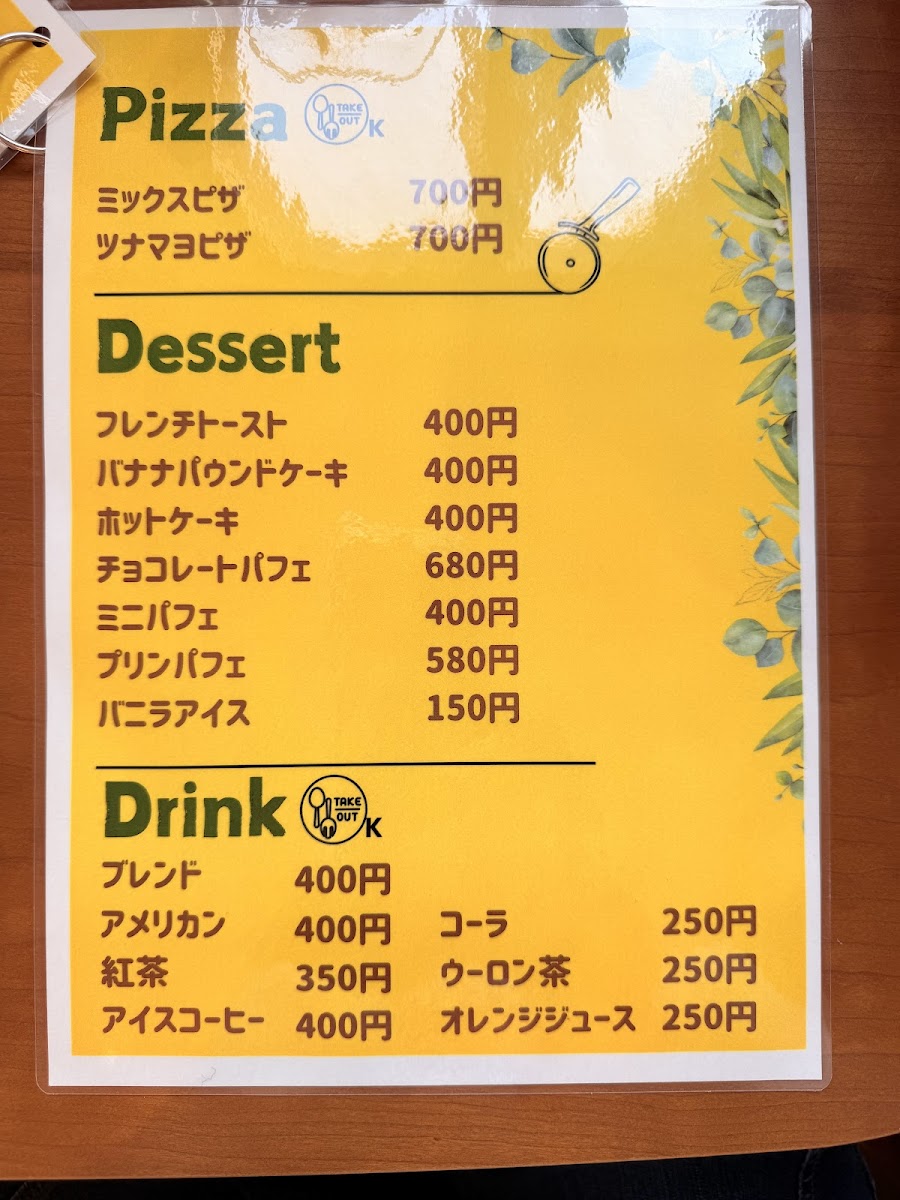 Pizza TAKE OUT OK
ミックスピザ 700円
ツナマヨピザ 700円
Dessert
フレンチトースト 400円
バナナパウンドケーキ 400円
ホットケーキ 400円
チョコレートパフェ 680円
ミニパフェ 400円
プリンパフェ 580円
バニラアイス 150円
Drink TAKE OUT OK
ブレンド 400円
アメリカン 400円 コーラ 250円
紅茶 350円 ウーロン茶 250円
アイスコーヒー 400円 オレンジジュース 250円